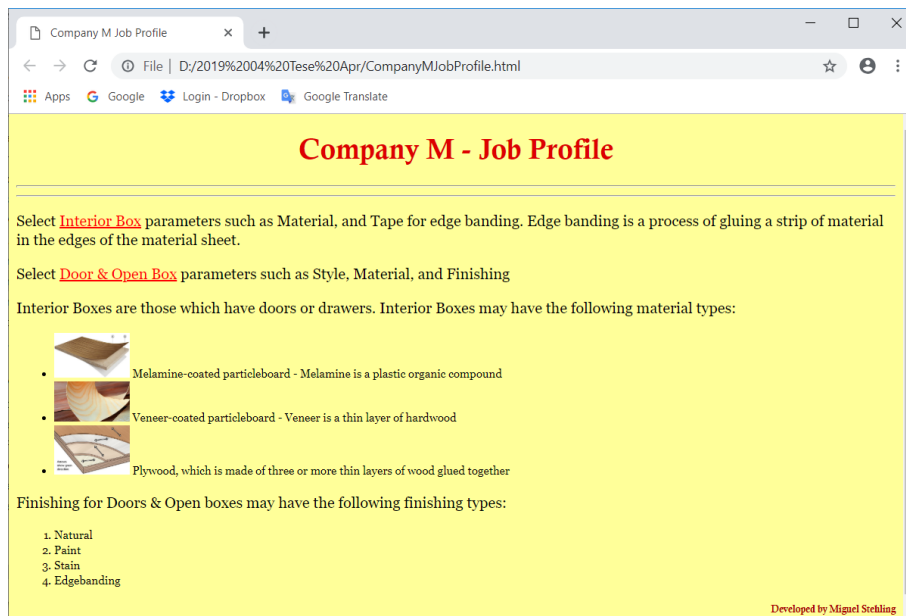 Company M Job Profile
File | D:/2019%2004%20Tese%20Apr/CompanyMJobProfile.html
Apps Google Login - Dropbox Google Translate
Company M - Job Profile
Select Interior Box parameters such as Material, and Tape for edge banding. Edge banding is a process of gluing a strip of material
in the edges of the material sheet.
Select Door & Open Box parameters such as Style, Material, and Finishing
Interior Boxes are those which have doors or drawers. Interior Boxes may have the following material types:
• Melamine-coated particleboard - Melamine is a plastic organic compound
• Veneer-coated particleboard - Veneer is a thin layer of hardwood
• Plywood, which is made of three or more thin layers of wood glued together
Finishing for Doors & Open boxes may have the following finishing types:
1. Natural
2. Paint
3. Stain
4. Edgebanding
Developed by Miguel Stehling